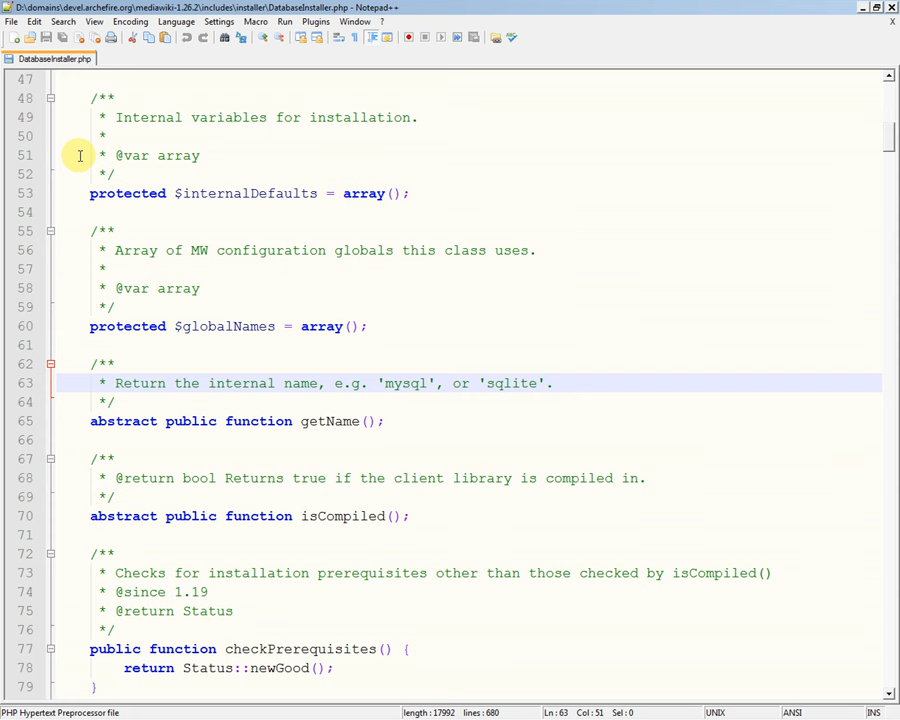 D:\domains\devel.archefire.org\mediawiki-1.26.2\includes\installer\DatabaseInstaller.php - Notepad++
File Edit Search View Encoding Language Settings Macro Run Plugins Window ? X
DatabaseInstaller.php
47
48 /**
49 * Internal variables for installation.
50 *
51 * @var array
52 */
53 protected $internalDefaults = array();
54
55 /**
56 * Array of MW configuration globals this class uses.
57 *
58 * @var array
59 */
60 protected $globalNames = array();
61
62 /**
63 * Return the internal name, e.g. 'mysql', or 'sqlite'.
64 */
65 abstract public function getName();
66
67 /**
68 * @return bool Returns true if the client library is compiled in.
69 */
70 abstract public function isCompiled();
71
72 /**
73 * Checks for installation prerequisites other than those checked by isCompiled()
74 * @since 1.19
75 * @return Status
76 */
77 public function checkPrerequisites() {
78 return Status::newGood();
79 }
PHP Hypertext Preprocessor file length : 17992 lines : 680 Ln : 63 Col : 51 Sel : 0 UNIX ANSI INS